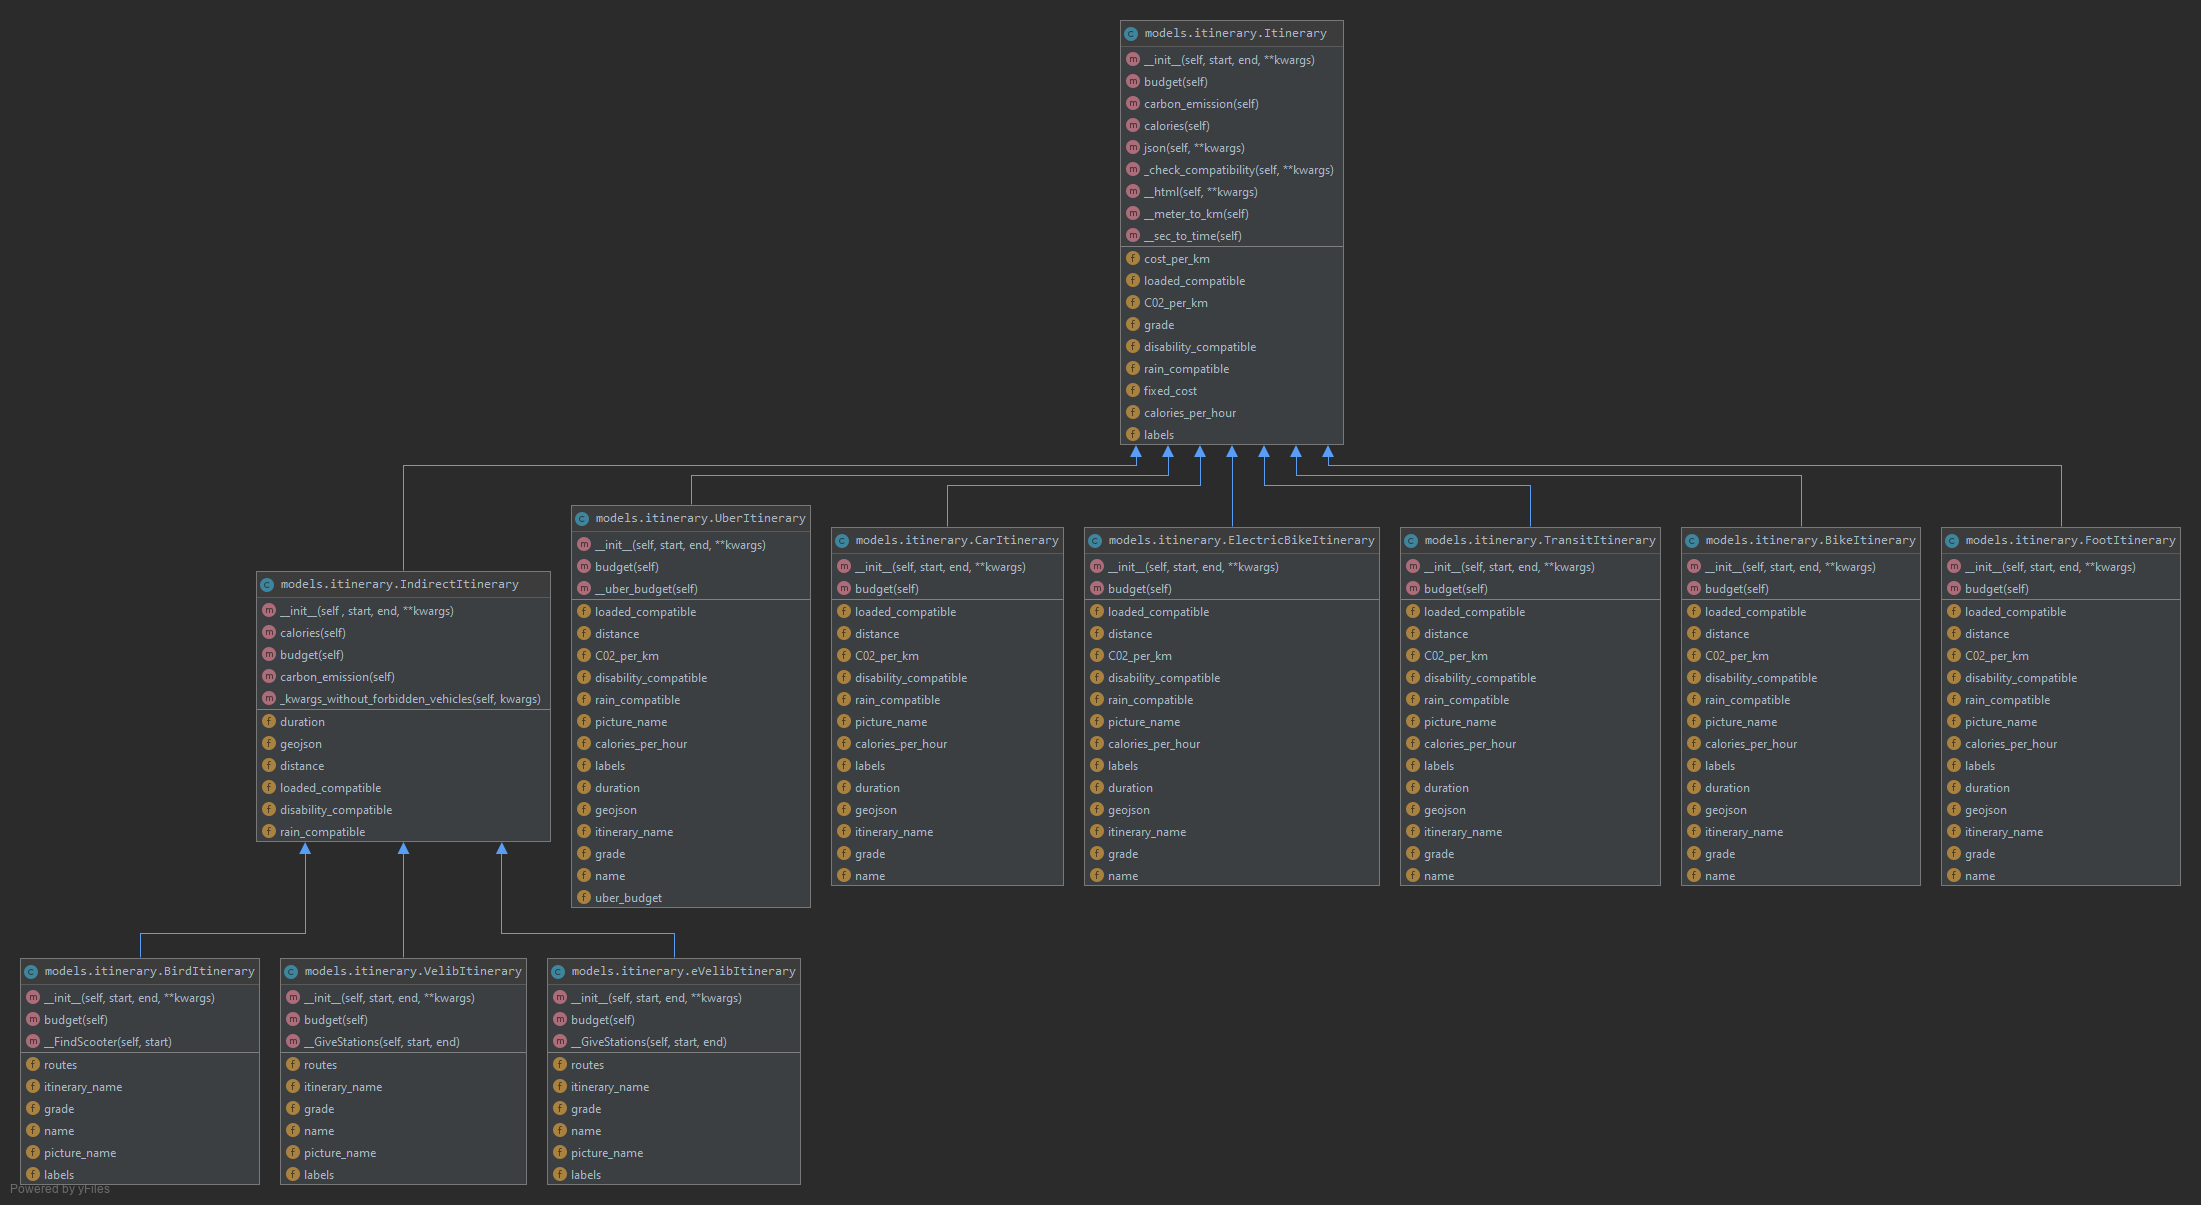 models.itinerary.Itinerary
__init__(self, start, end, **kwargs)
budget(self)
carbon_emission(self)
calories(self)
json(self, **kwargs)
_check_compatibility(self, **kwargs)
__html(self, **kwargs)
__meter_to_km(self)
__sec_to_time(self)
cost_per_km
loaded_compatible
C02_per_km
grade
disability_compatible
rain_compatible
fixed_cost
calories_per_hour
labels
models.itinerary.IndirectItinerary
__init__(self , start, end, **kwargs)
calories(self)
budget(self)
carbon_emission(self)
_kwargs_without_forbidden_vehicles(self, kwargs)
duration
geojson
distance
loaded_compatible
disability_compatible
rain_compatible
models.itinerary.UberItinerary
__init__(self, start, end, **kwargs)
budget(self)
__uber_budget(self)
loaded_compatible
distance
C02_per_km
disability_compatible
rain_compatible
picture_name
calories_per_hour
labels
duration
geojson
itinerary_name
grade
name
uber_budget
models.itinerary.CarItinerary
__init__(self, start, end, **kwargs)
budget(self)
loaded_compatible
distance
C02_per_km
disability_compatible
rain_compatible
picture_name
calories_per_hour
labels
duration
geojson
itinerary_name
grade
name
models.itinerary.ElectricBikeItinerary
__init__(self, start, end, **kwargs)
budget(self)
loaded_compatible
distance
C02_per_km
disability_compatible
rain_compatible
picture_name
calories_per_hour
labels
duration
geojson
itinerary_name
grade
name
models.itinerary.TransitItinerary
__init__(self, start, end, **kwargs)
budget(self)
loaded_compatible
distance
C02_per_km
disability_compatible
rain_compatible
picture_name
calories_per_hour
labels
duration
geojson
itinerary_name
grade
name
models.itinerary.BikeItinerary
__init__(self, start, end, **kwargs)
budget(self)
loaded_compatible
distance
C02_per_km
disability_compatible
rain_compatible
picture_name
calories_per_hour
labels
duration
geojson
itinerary_name
grade
name
models.itinerary.FootItinerary
__init__(self, start, end, **kwargs)
budget(self)
loaded_compatible
distance
C02_per_km
disability_compatible
rain_compatible
picture_name
calories_per_hour
labels
duration
geojson
itinerary_name
grade
name
models.itinerary.BirdItinerary
__init__(self, start, end, **kwargs)
budget(self)
__FindScooter(self, start)
routes
itinerary_name
grade
name
picture_name
labels
models.itinerary.VelibItinerary
__init__(self, start, end, **kwargs)
budget(self)
__GiveStations(self, start, end)
routes
itinerary_name
grade
name
picture_name
labels
models.itinerary.eVelibItinerary
__init__(self, start, end, **kwargs)
budget(self)
__GiveStations(self, start, end)
routes
itinerary_name
grade
name
picture_name
labels
Powered by yFiles